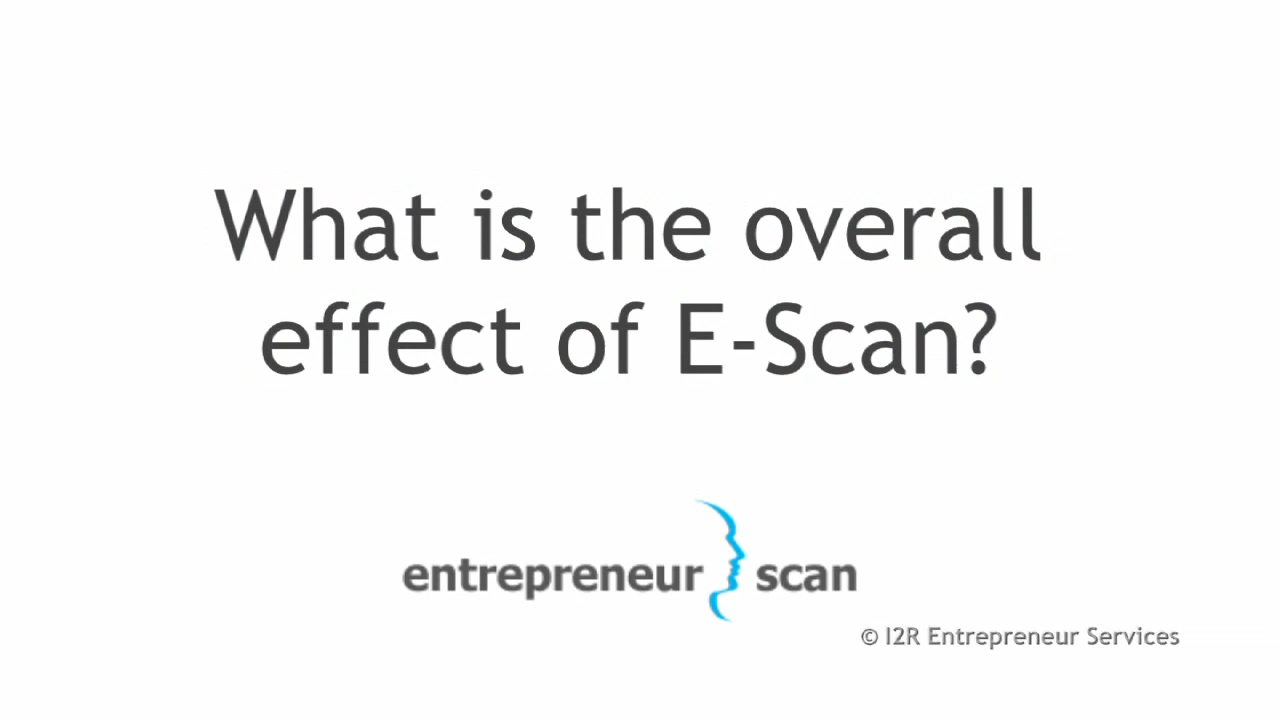 What is the overall
effect of E-Scan?
entrepreneur scan
© I2R Entrepreneur Services